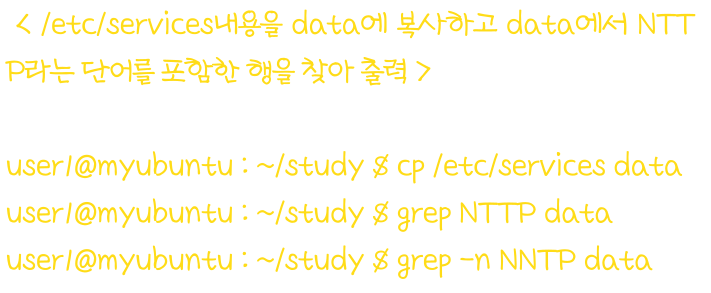 < /etc/services내용을 data에 복사하고 data에서 NTT
P라는 단어를 포함한 행을 찾아 출력 >
user1@myubuntu : ~/study $ cp /etc/services data
user1@myubuntu : ~/study $ grep NTTP data
user1@myubuntu : ~/study $ grep -n NNTP data